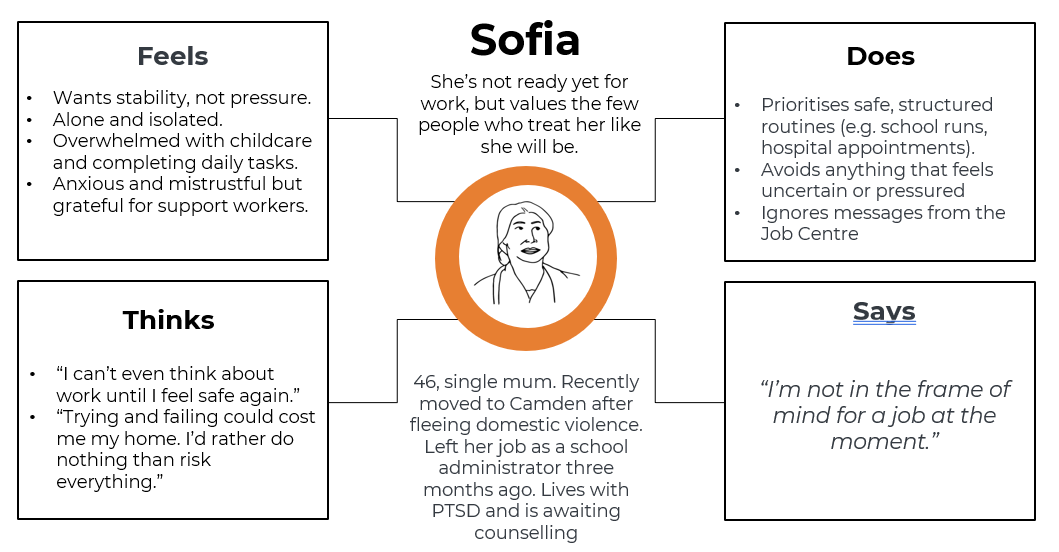 Sofia
She’s not ready yet for
work, but values the few
people who treat her like
she will be.
Feels
• Wants stability, not pressure.
• Alone and isolated.
• Overwhelmed with childcare
and completing daily tasks.
• Anxious and mistrustful but
grateful for support workers.
Does
• Prioritises safe, structured
routines (e.g. school runs,
hospital appointments).
• Avoids anything that feels
uncertain or pressured
• Ignores messages from the
Job Centre
Thinks
• “I can’t even think about
work until I feel safe again.”
• “Trying and failing could cost
me my home. I’d rather do
nothing than risk
everything.”
46, single mum. Recently
moved to Camden after
fleeing domestic violence.
Left her job as a school
administrator three
months ago. Lives with
PTSD and is awaiting
counselling
Says
“I’m not in the frame of
mind for a job at the
moment.”